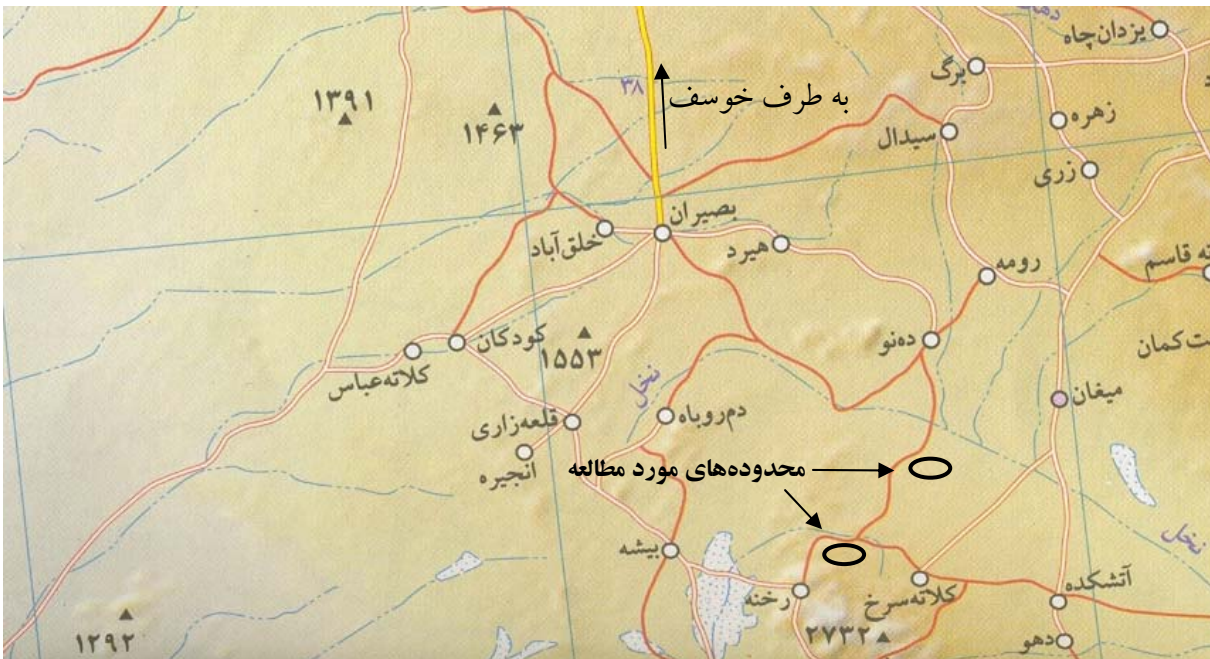 یزدان‌چاه
برگ
۳۸
به طرف خوسف
۱۳۹۱
۱۴۶۳
زهره
سیدال
زری
بصیران
خلق‌آباد
هیرد
رومه
ته قاسم
ده‌نو
ت کمان
کودکان
۱۵۵۳
کلاته‌عباس
نخل
میغان
دم‌روباه
قلعه‌زاری
انجیره
محدوده‌های مورد مطالعه
نخل
بیشه
آتشکده
کلاته‌سرخ
رخنه
۲۷۳۲
۱۲۹۲
دهو